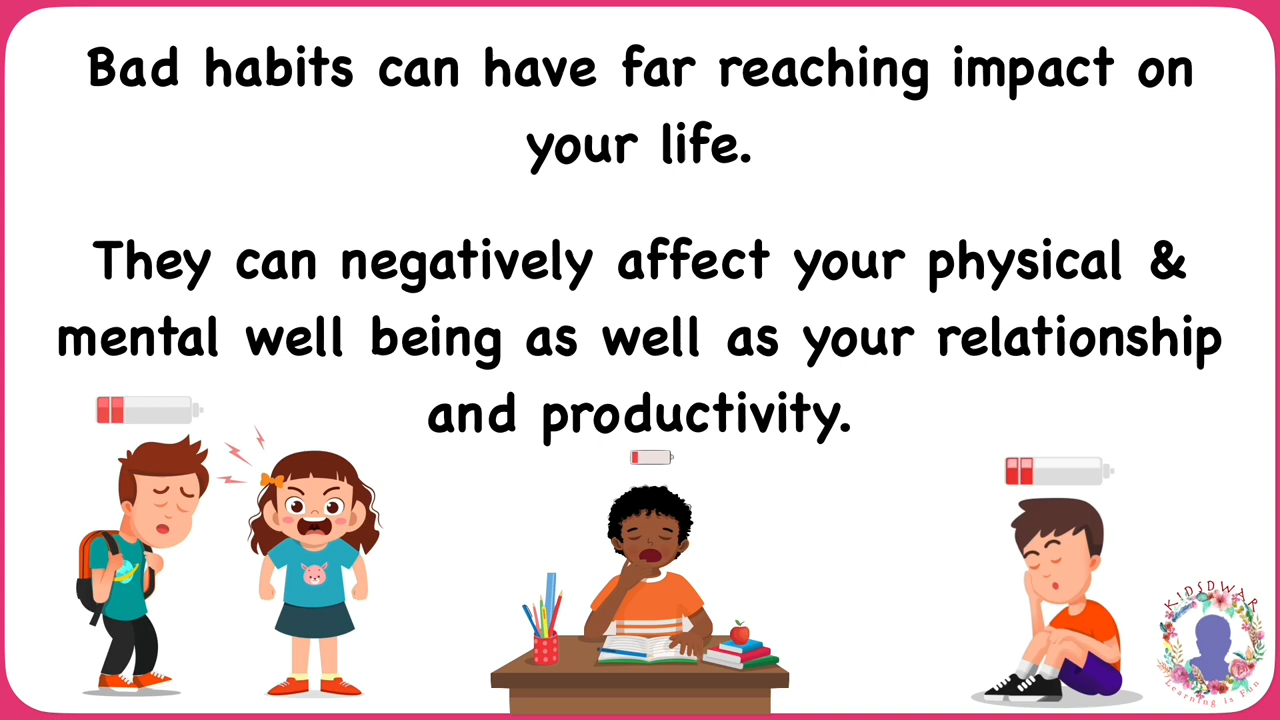 Bad habits can have far reaching impact on
your life.
They can negatively affect your physical &
mental well being as well as your relationship
and productivity.
KIDSDWAR
Learning is Fun